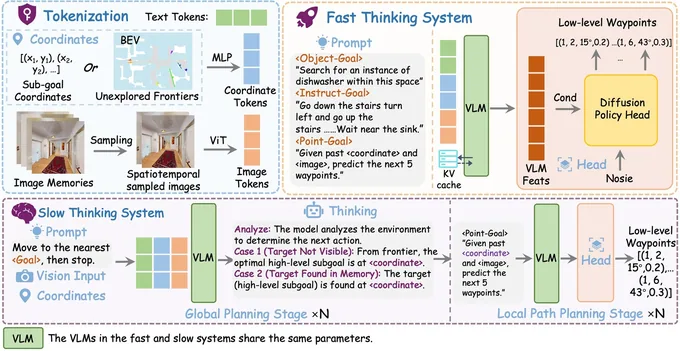 Tokenization
Text Tokens:
Coordinates
[(x₁, y₁), (x₂,
y₂), ...]
Or
Sub-goal
Coordinates
BEV
Unexplored Frontiers
MLP
Coordinate
Tokens
Image Memories
Sampling
Spatiotemporal
sampled images
ViT
Image
Tokens
Fast Thinking System
Prompt
<Object-Goal>
"Search for an instance of
dishwasher within this space"
<Instruct-Goal>
"Go down the stairs turn
left and go up the
stairs ......Wait near the sink."
<Point-Goal>
"Given past <coordinate> and
<image>, predict the next 5
waypoints."
KV
cache
VLM
VLM
Feats
Cond
Low-level Waypoints
[(1, 2, 15°,0.2)...(1, 6, 43°,0.3)]
...
Diffusion
Policy Head
Head
Nosie
Slow Thinking System
Prompt
Move to the nearest
<Goal>, then stop.
Vision Input
Coordinates
VLM
Thinking
Analyze: The model analyzes the environment
to determine the next action.
Case 1 (Target Not Visible): From frontier, the
optimal high-level subgoal is at <coordinate>.
Case 2 (Target Found in Memory): The target
(high-level subgoal) is found at <coordinate>.
Global Planning Stage ×N
<Point-Goal>
"Given past
<coordinate>
and <image>,
predict the
next 5
waypoints."
VLM
Head
Low-level
Waypoints
[(1, 2,
15°,0.2),...
(1, 6,
43°,0.3)]
Local Path Planning Stage ×N
VLM
The VLMs in the fast and slow systems share the same parameters.